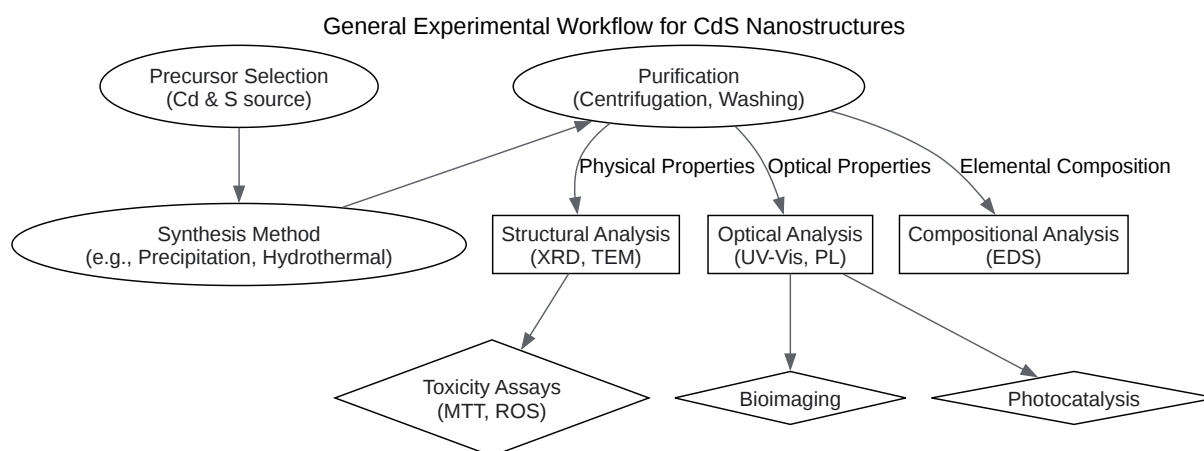 General Experimental Workflow for CdS Nanostructures
Precursor Selection
(Cd & S source)
Purification
(Centrifugation, Washing)
Physical Properties
Optical Properties
Elemental Composition
Synthesis Method
(e.g., Precipitation, Hydrothermal)
Structural Analysis
(XRD, TEM)
Optical Analysis
(UV-Vis, PL)
Compositional Analysis
(EDS)
Toxicity Assays
(MTT, ROS)
Bioimaging
Photocatalysis